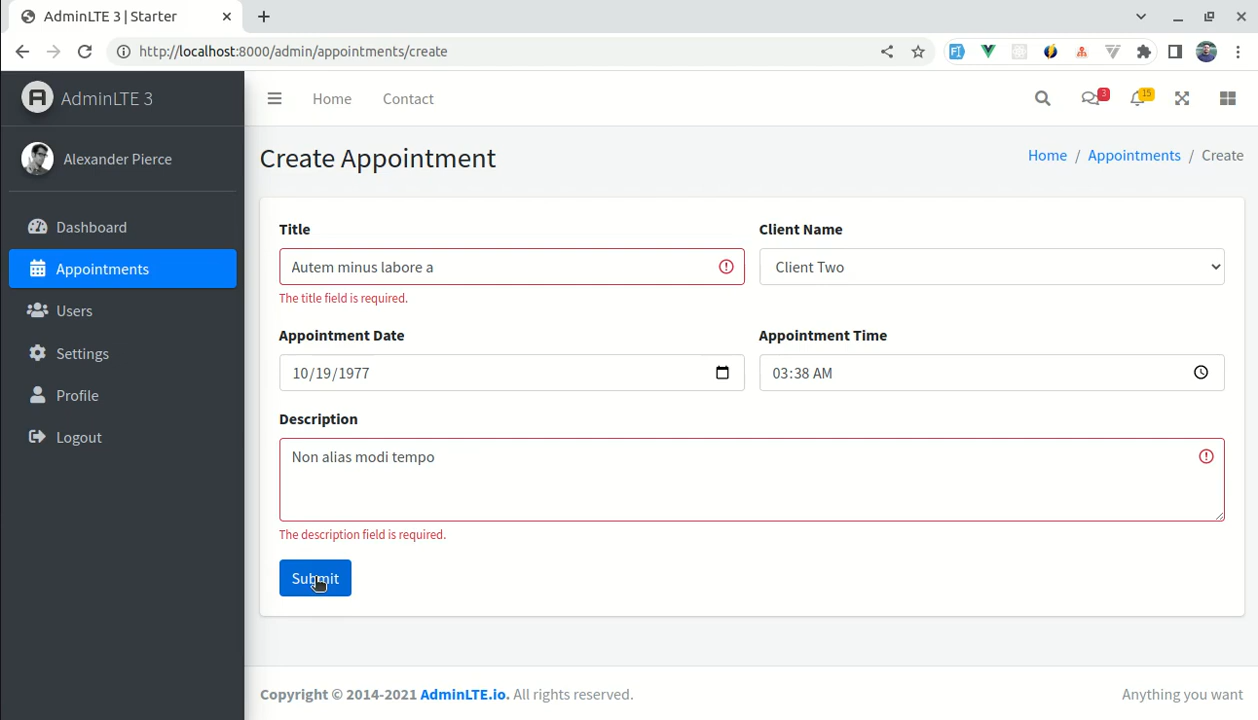 AdminLTE 3 | Starter
http://localhost:8000/admin/appointments/create
AdminLTE 3
Home
Contact
3
15
Alexander Pierce
Dashboard
Appointments
Users
Settings
Profile
Logout
Create Appointment
Home / Appointments / Create
Title
Client Name
Autem minus labore a
Client Two
The title field is required.
Appointment Date
Appointment Time
10/19/1977
03:38 AM
Description
Non alias modi tempo
The description field is required.
Submit
Copyright © 2014-2021 AdminLTE.io. All rights reserved.
Anything you want